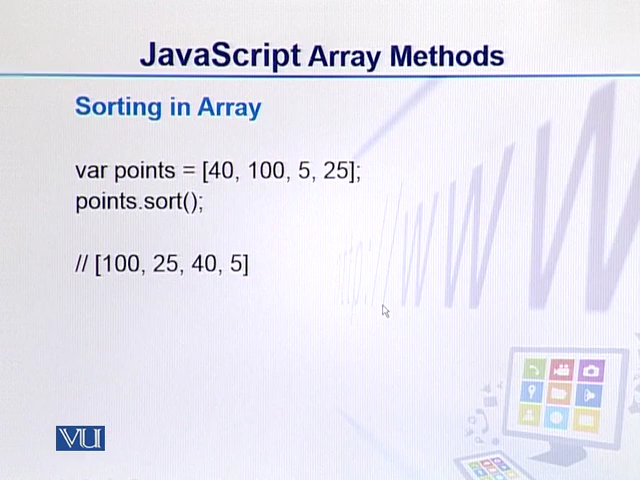 JavaScript Array Methods
Sorting in Array
var points = [40, 100, 5, 25];
points.sort();
// [100, 25, 40, 5]
VU